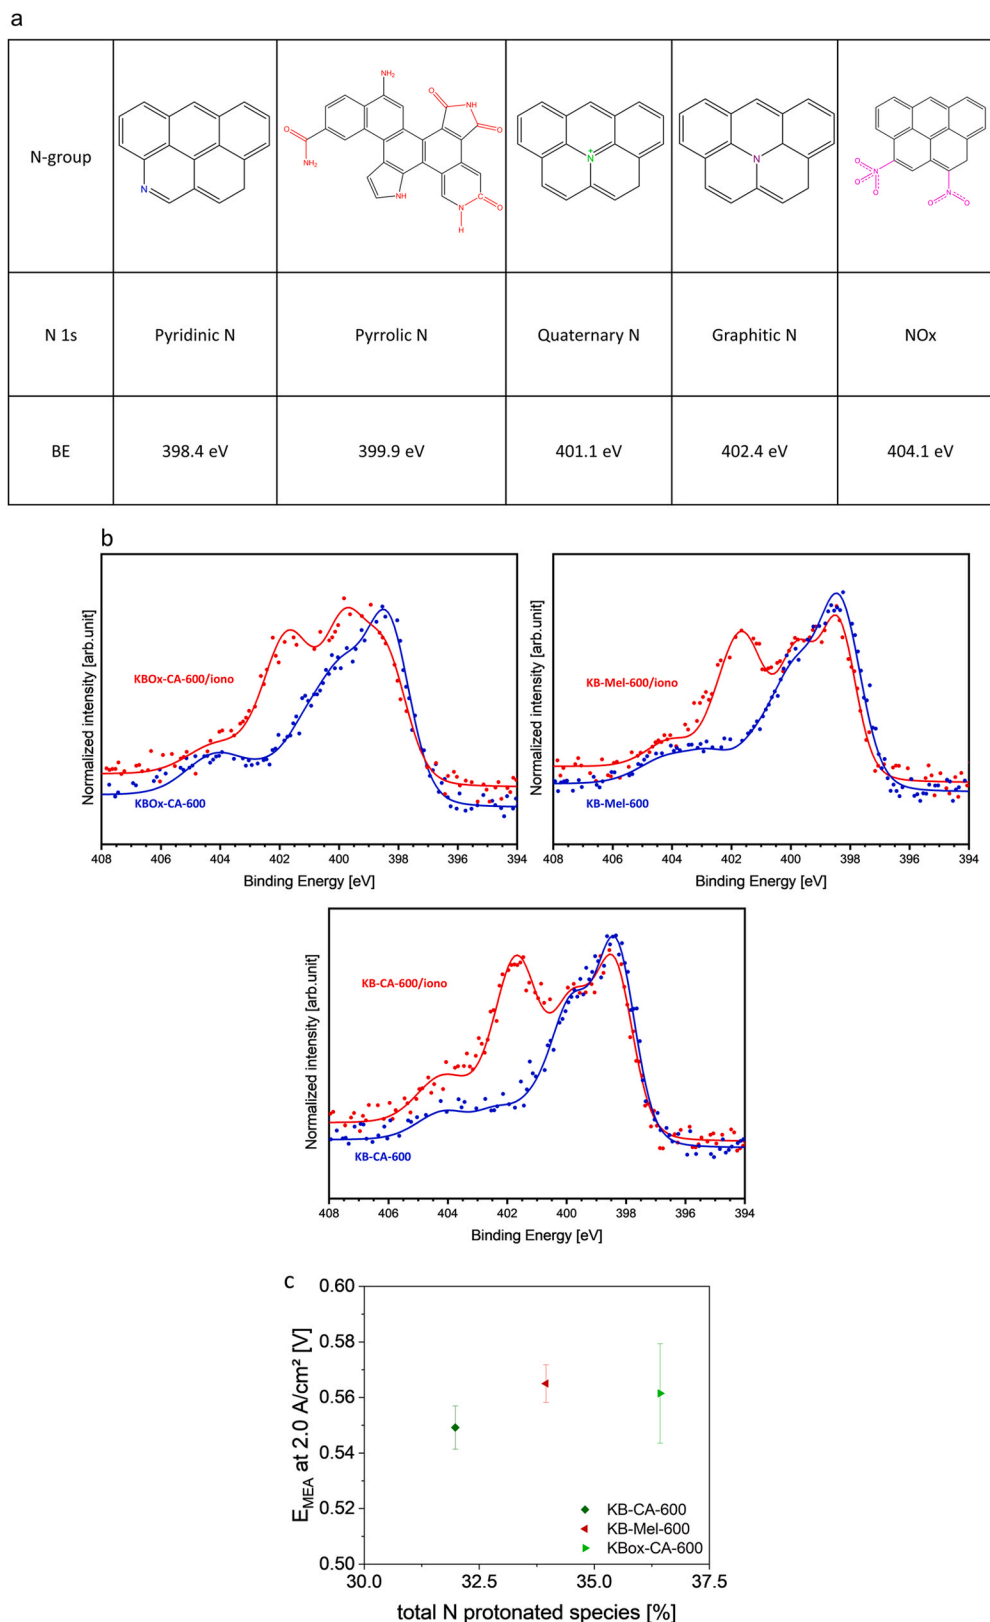 a
N-group
N
NH₂
O
NH₂
O
NH
O
NH
N
H
C
O
N
+
N
O
N
O
O
N
O
O
N 1s
Pyridinic N
Pyrrolic N
Quaternary N
Graphitic N
NOx
BE
398.4 eV
399.9 eV
401.1 eV
402.4 eV
404.1 eV
b
Normalized intensity [arb.unit]
KBOx-CA-600/iono
KBOx-CA-600
408 406 404 402 400 398 396 394
Binding Energy [eV]
Normalized intensity [arb.unit]
KB-Mel-600/iono
KB-Mel-600
408 406 404 402 400 398 396 394
Binding Energy [eV]
Normalized intensity [arb.unit]
KB-CA-600/iono
KB-CA-600
408 406 404 402 400 398 396 394
Binding Energy [eV]
c
E_MEA at 2.0 A/cm² [V]
0.60
0.58
0.56
0.54
0.52
0.50
KB-CA-600
KB-Mel-600
KBox-CA-600
30.0 32.5 35.0 37.5
total N protonated species [%]